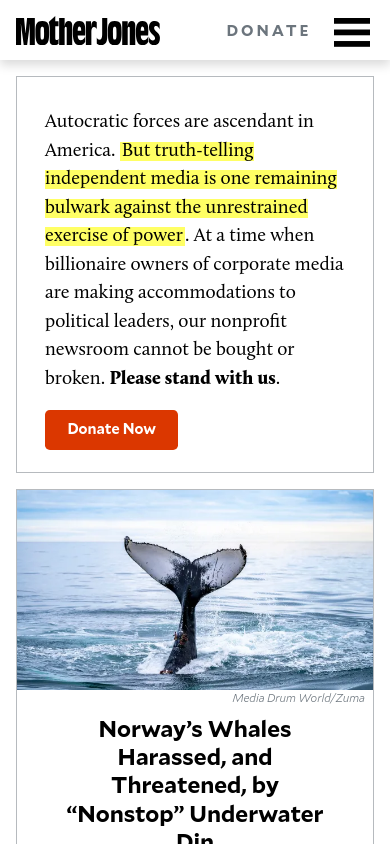 Mother Jones
DONATE
Autocratic forces are ascendant in
America. But truth-telling
independent media is one remaining
bulwark against the unrestrained
exercise of power. At a time when
billionaire owners of corporate media
are making accommodations to
political leaders, our nonprofit
newsroom cannot be bought or
broken. Please stand with us.
Donate Now
Media Drum World/Zuma
Norway’s Whales
Harassed, and
Threatened, by
“Nonstop” Underwater
Din